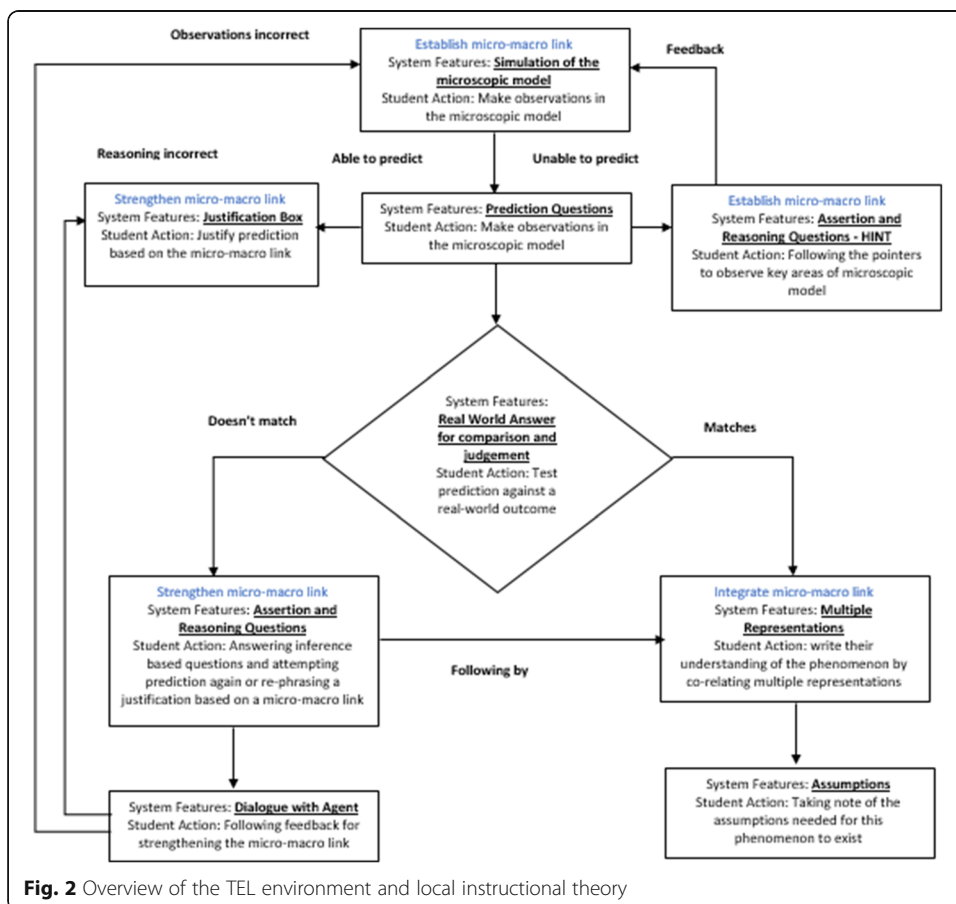 Observations incorrect
Establish micro-macro link
System Features: Simulation of the
microscopic model
Student Action: Make observations in
the microscopic model
Feedback
Reasoning incorrect
Able to predict
Unable to predict
Strengthen micro-macro link
System Features: Justification Box
Student Action: Justify prediction
based on the micro-macro link
System Features: Prediction Questions
Student Action: Make observations
in the microscopic model
Establish micro-macro link
System Features: Assertion and
Reasoning Questions - HINT
Student Action: Following the pointers
to observe key areas of microscopic
model
Doesn't match
System Features:
Real World Answer
for comparison and
judgement
Student Action: Test
prediction against a
real-world outcome
Matches
Strengthen micro-macro link
System Features: Assertion and
Reasoning Questions
Student Action: Answering inference
based questions and attempting
prediction again or re-phrasing a
justification based on a micro-macro link
Following by
Integrate micro-macro link
System Features: Multiple
Representations
Student Action: write their
understanding of the phenomenon by
co-relating multiple representations
System Features: Dialogue with Agent
Student Action: Following feedback for
strengthening the micro-macro link
System Features: Assumptions
Student Action: Taking note of the
assumptions needed for this
phenomenon to exist
Fig. 2 Overview of the TEL environment and local instructional theory